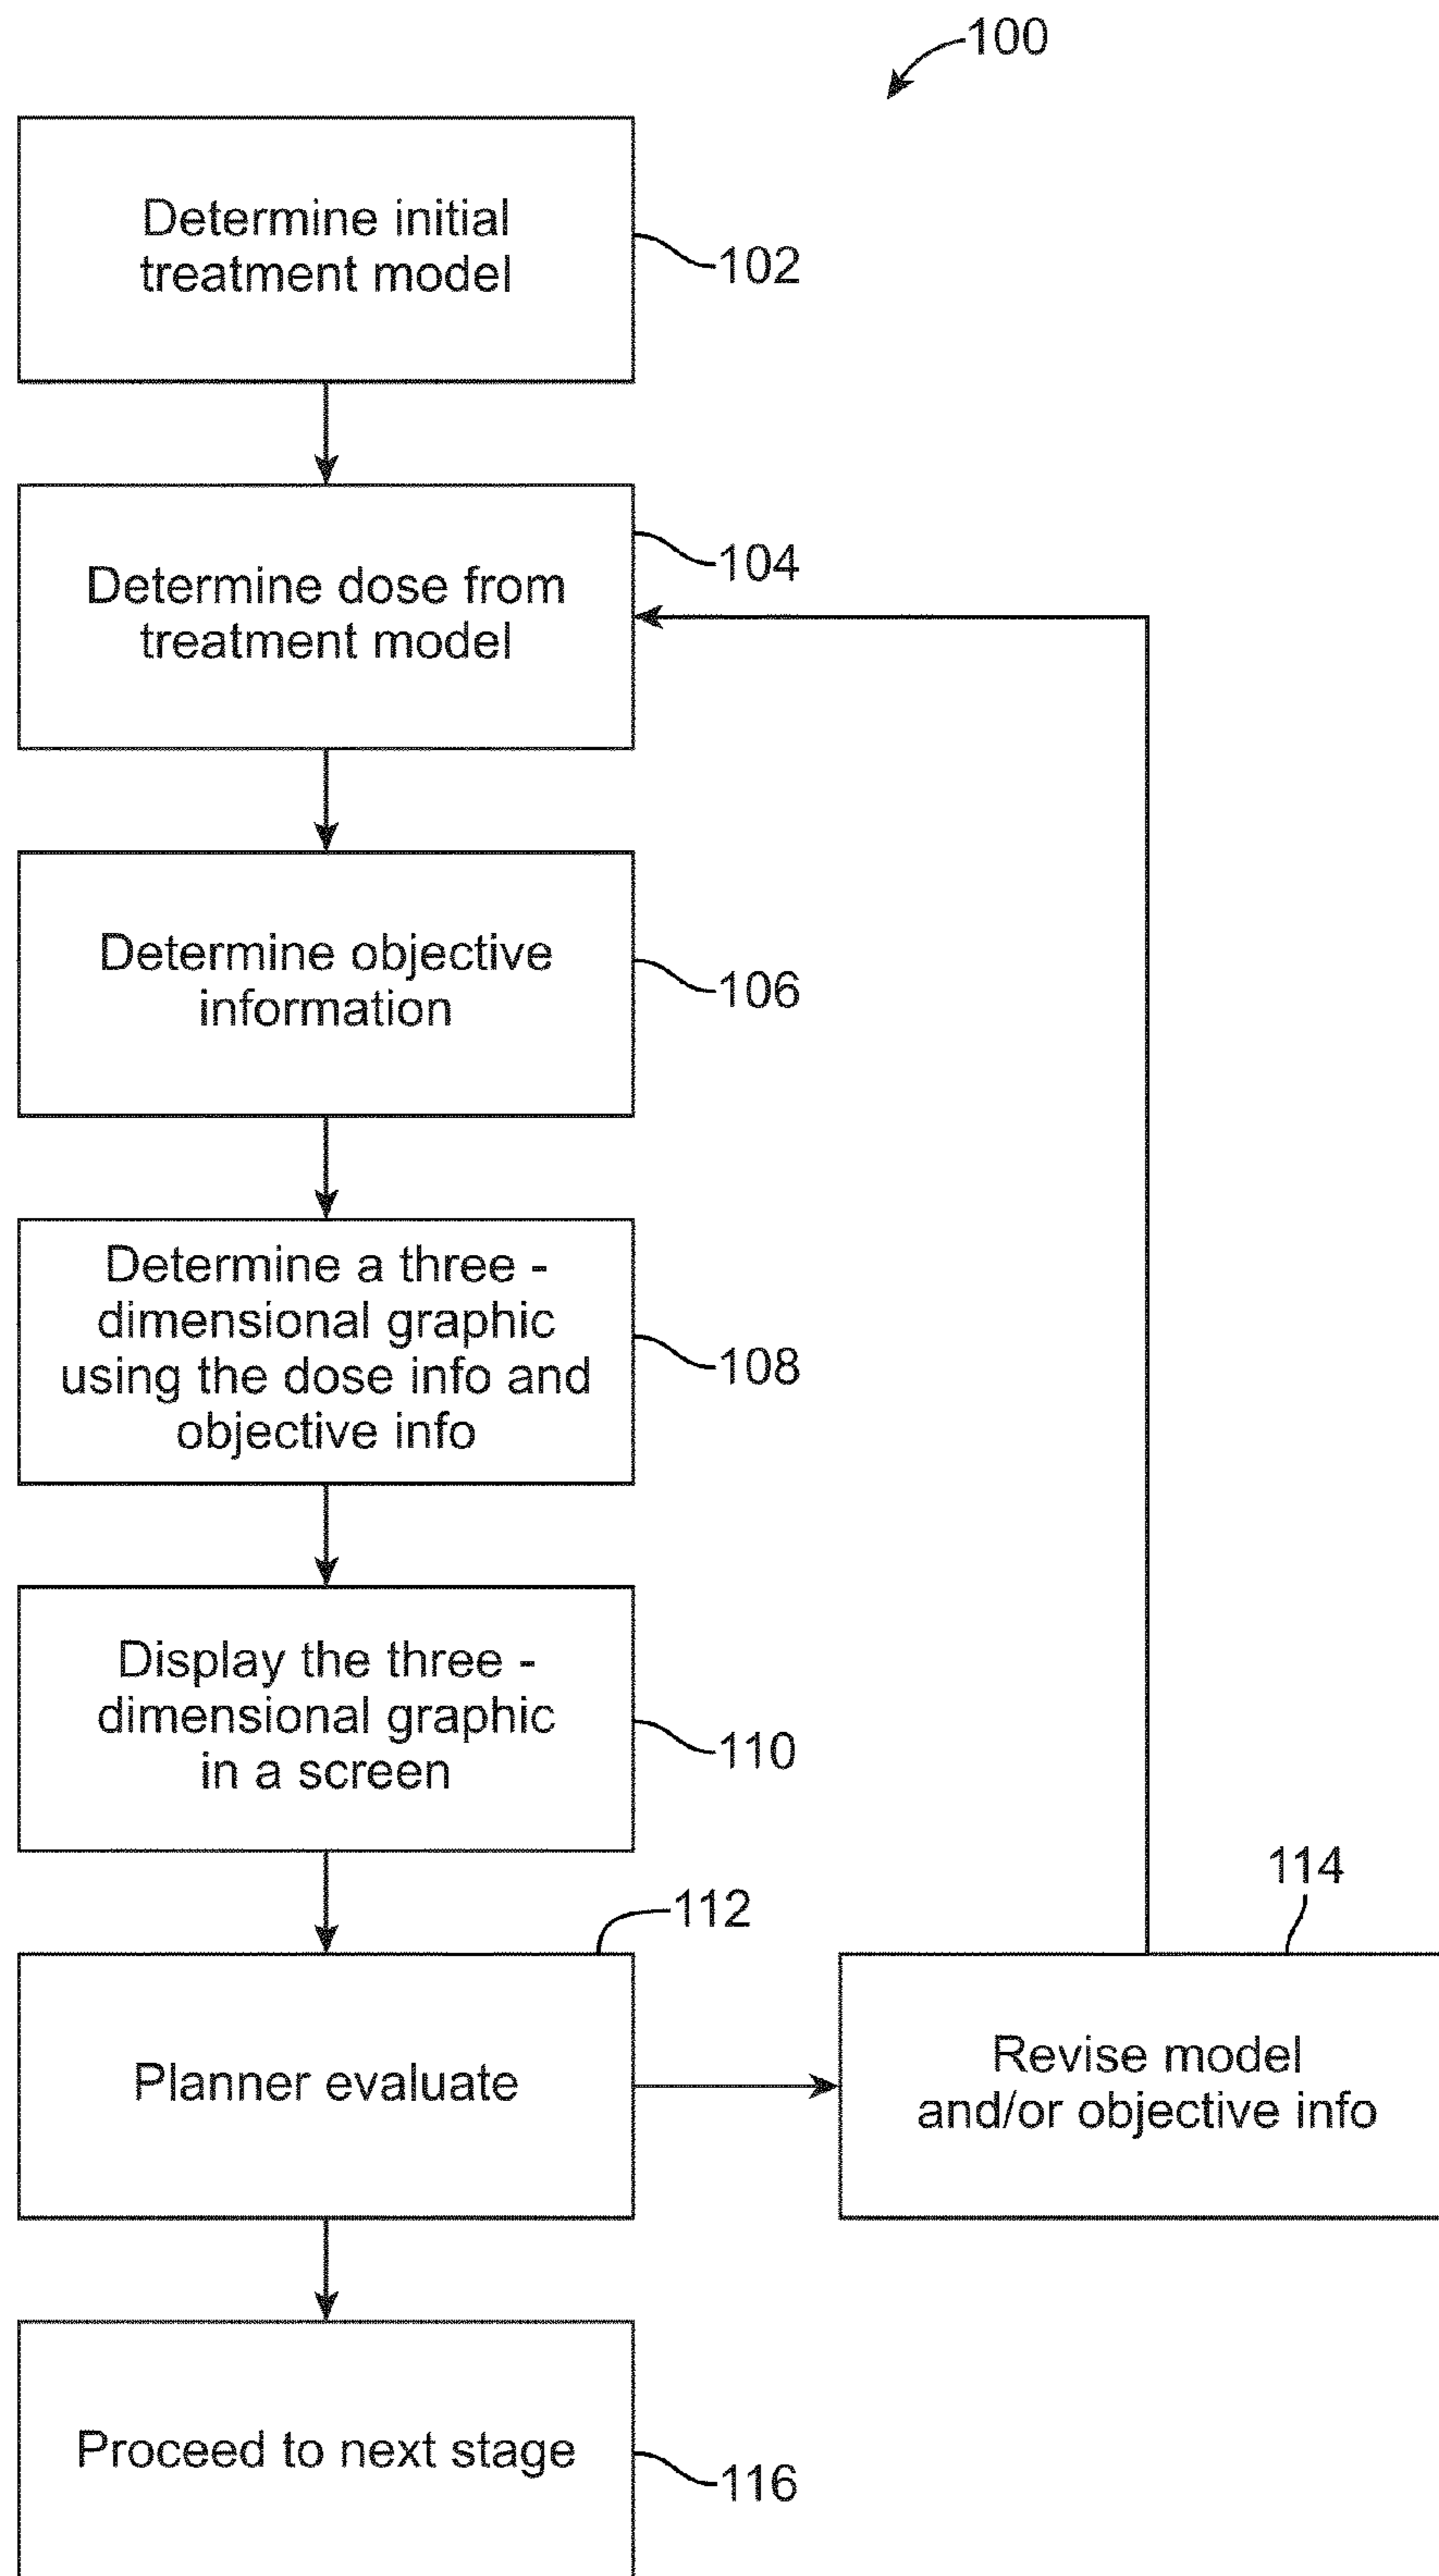 100
Determine initial
treatment model
102
Determine dose from
treatment model
104
Determine objective
information
106
Determine a three -
dimensional graphic
using the dose info and
objective info
108
Display the three -
dimensional graphic
in a screen
110
Planner evaluate
112
Revise model
and/or objective info
114
Proceed to next stage
116